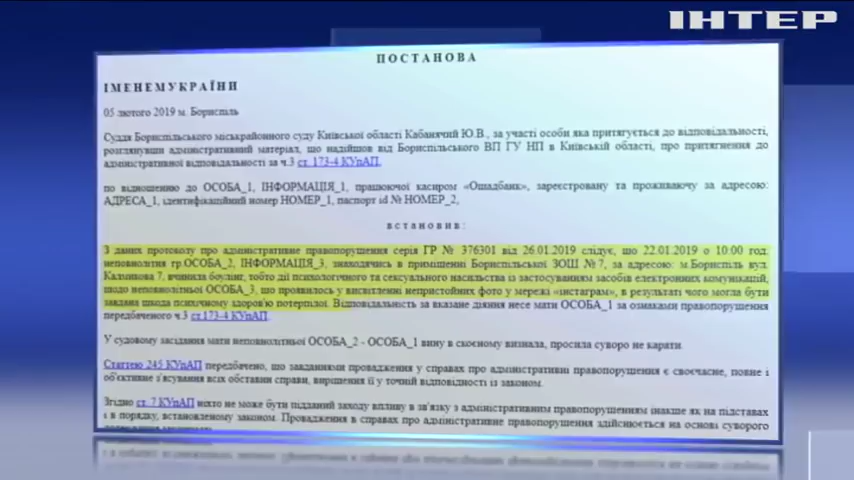 ІНТЕР
ПОСТАНОВА
ІМЕНЕМУКРАЇНИ
05 лютого 2019 м. Бориспіль
Суддя Бориспільського міськрайонного суду Київської області Кабанячий Ю.В., за участі особи яка притягується до відповідальності,
розглянувши адміністративний матеріал, що надійшов від Бориспільського ВП ГУ НП в Київській області, про притягнення до
адміністративної відповідальності за ч.3 ст. 173-4 КУпАП,
по відношенню до ОСОБА_1, ІНФОРМАЦІЯ_1, працюючої касиром «Ощадбанк», зареєстровану та проживаючу за адресою:
АДРЕСА_1, ідентифікаційний номер НОМЕР_1, паспорт id № НОМЕР_2,
встановив:
З даних протоколу про адміністративне правопорушення серія ГР № 376301 від 26.01.2019 слідує, що 22.01.2019 о 10.00 год.
неповнолітня гр.ОСОБА_2, ІНФОРМАЦІЯ_3, знаходячись в приміщенні Бориспільської ЗОШ №7, за адресою: м.Бориспіль вул.
Калмикова 7, вчинила боулінг, тобто дії психологічного та сексуального насильства із застосуванням засобів електронних комунікацій,
щодо неповнолітньої ОСОБА_3, що проявилось у висвітленні непристойних фото у мережі «інстаграм», в результаті чого могла бути
завдана шкода психічному здоров'ю потерпілої. Відповідальність за вказане діяння несе мати ОСОБА_1 за ознаками правопорушення
передбаченого ч.3 ст.173-4 КУпАП.
У судовому засідання мати неповнолітньої ОСОБА_2 - ОСОБА_1 вину в скоєному визнала, просила суворо не карати.
Статтею 245 КУпАП передбачено, що завданнями провадження у справах про адміністративні правопорушення є своєчасне, повне і
об'єктивне з'ясування всіх обставин справи, вирішення її у точній відповідності із законом.
Згідно ст. 7 КУпАП ніхто не може бути підданий заходу впливу в зв'язку з адміністративним правопорушенням інакше як на підставах
і в порядку, встановленому законом. Провадження в справах про адміністративне правопорушення здійснюється на основі суворого